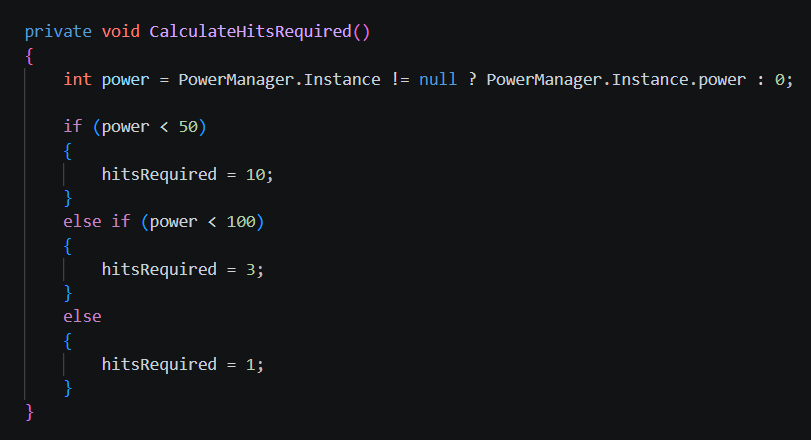 private void CalculateHitsRequired()
{
    int power = PowerManager.Instance != null ? PowerManager.Instance.power : 0;

    if (power < 50)
    {
        hitsRequired = 10;
    }
    else if (power < 100)
    {
        hitsRequired = 3;
    }
    else
    {
        hitsRequired = 1;
    }
}